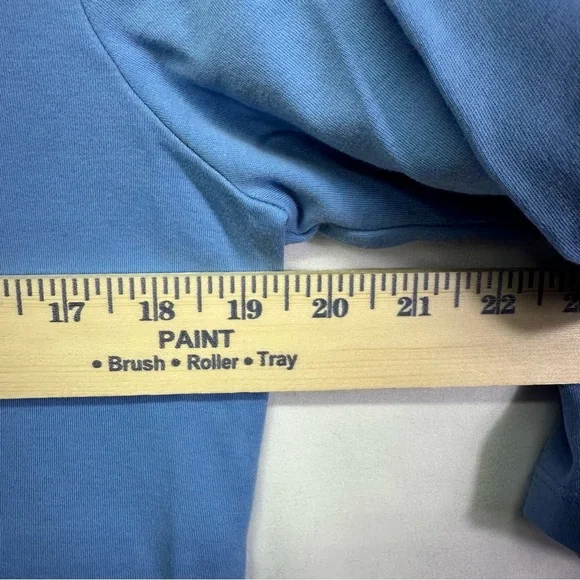 17 18 19 20 21 22
PAINT
• Brush • Roller • Tray